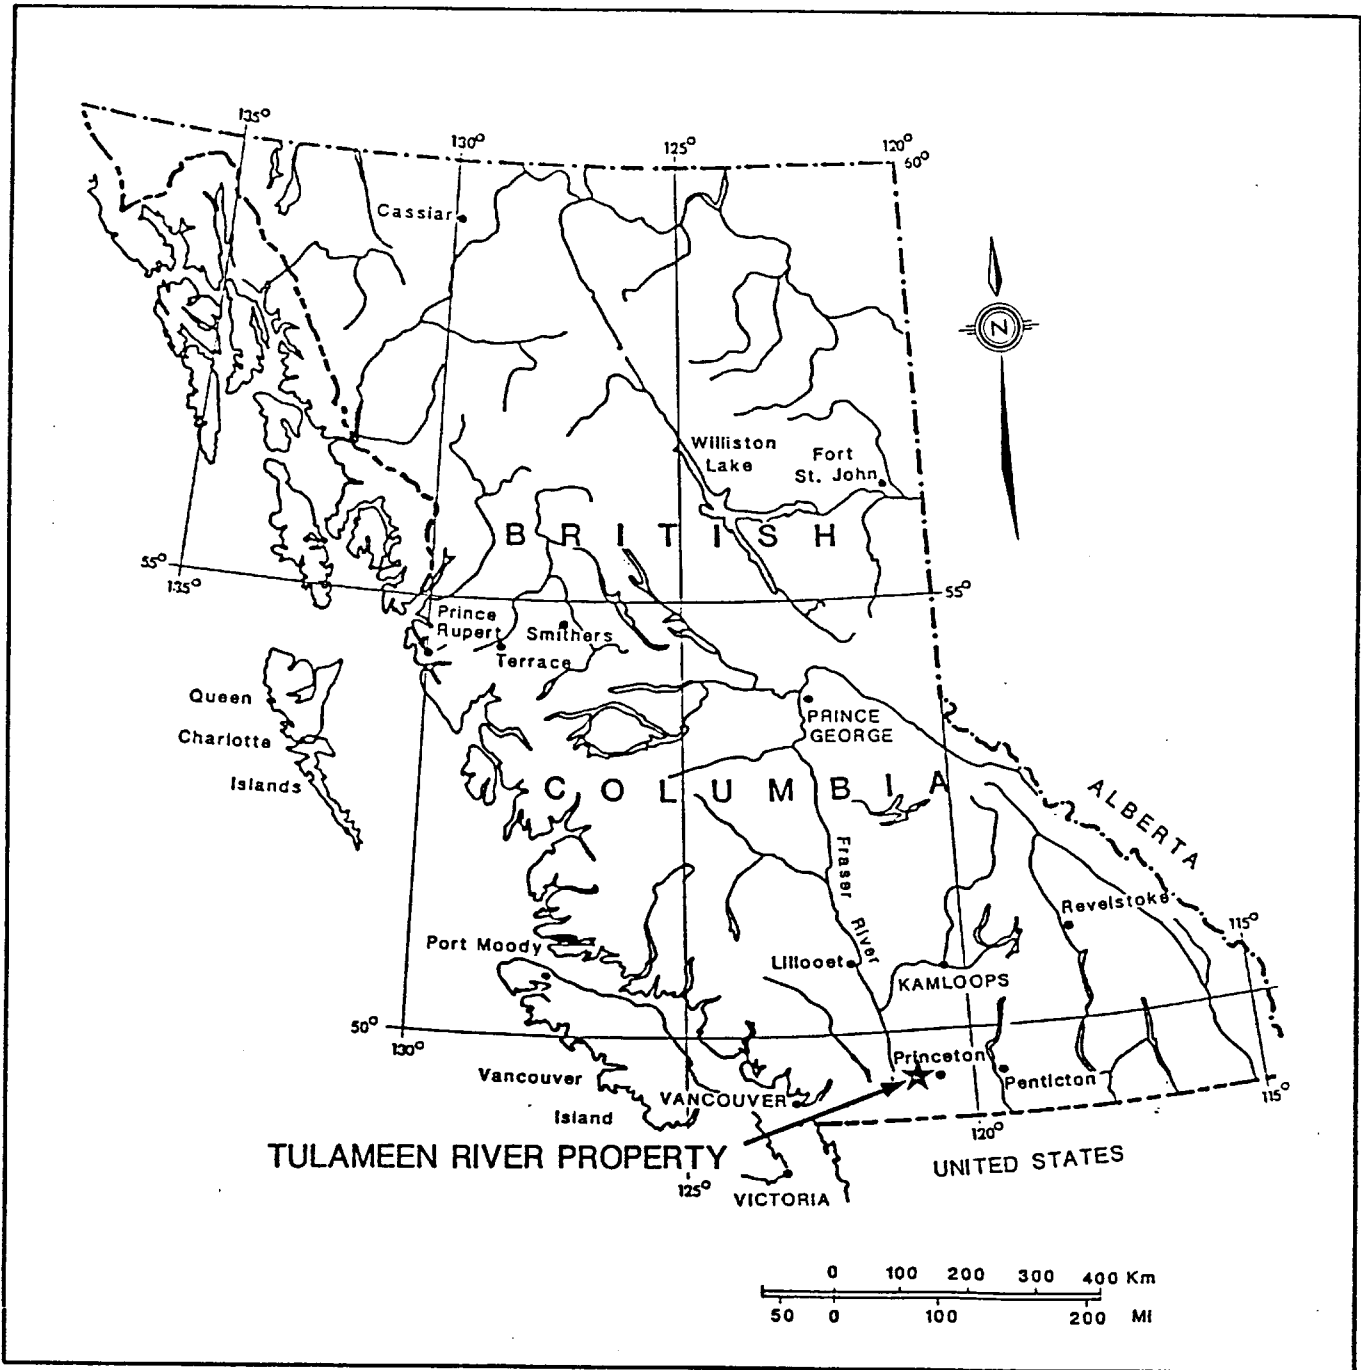 135°
130°
125°
120°
60°
Cassiar
N
Williston
Lake
Fort
St. John
BRITISH
55°
135°
55°
Prince
Rupert
Smithers
Terrace
Queen
Charlotte
Islands
PRINCE
GEORGE
COLUMBIA
ALBERTA
Fraser River
Revelstoke
115°
Port Moody
Lillooet
KAMLOOPS
50°
130°
Princeton
Penticton
Vancouver
Island
VANCOUVER
115°
120°
TULAMEEN RIVER PROPERTY
UNITED STATES
125°
VICTORIA
0 100 200 300 400 Km
50 0 100 200 Mi